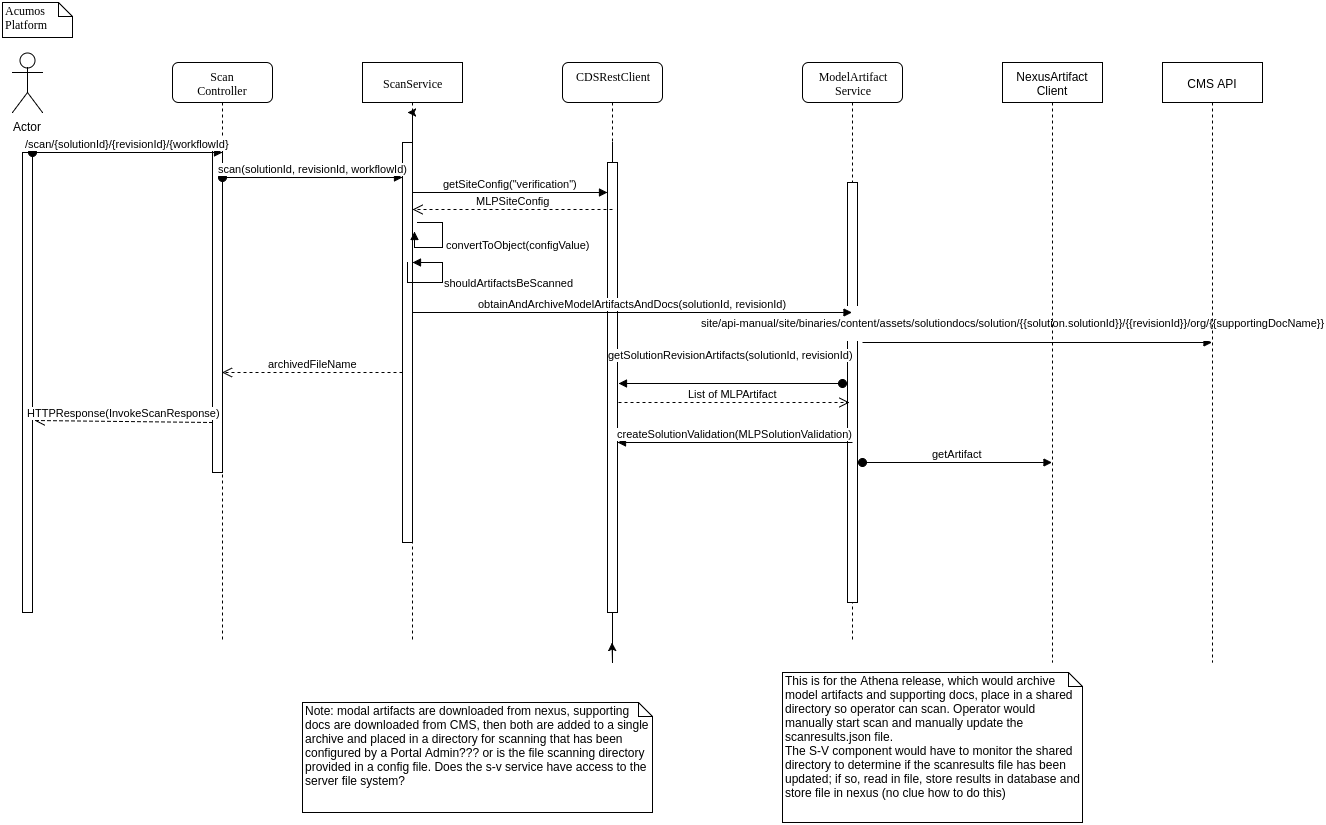 Acumos
Platform
Actor
Scan
Controller
ScanService
CDSRestClient
ModelArtifact
Service
NexusArtifact
Client
CMS API
/scan/{solutionId}/{revisionId}/{workflowId}
scan(solutionId, revisionId, workflowId)
getSiteConfig("verification")
MLPSiteConfig
convertToObject(configValue)
shouldArtifactsBeScanned
obtainAndArchiveModelArtifactsAndDocs(solutionId, revisionId)
site/api-manual/site/binaries/content/assets/solutiondocs/solution/{{solution.solutionId}}/{{revisionId}}/org/{{supportingDocName}}
getSolutionRevisionArtifacts(solutionId, revisionId)
archivedFileName
List of MLPArtifact
HTTPResponse(InvokeScanResponse)
createSolutionValidation(MLPSolutionValidation)
getArtifact
Note: modal artifacts are downloaded from nexus, supporting
docs are downloaded from CMS, then both are added to a single
archive and placed in a directory for scanning that has been
configured by a Portal Admin??? or is the file scanning directory
provided in a config file. Does the s-v service have access to the
server file system?
This is for the Athena release, which would archive
model artifacts and supporting docs, place in a shared
directory so operator can scan. Operator would
manually start scan and manually update the
scanresults.json file.
The S-V component would have to monitor the shared
directory to determine if the scanresults file has been
updated; if so, read in file, store results in database and
store file in nexus (no clue how to do this)